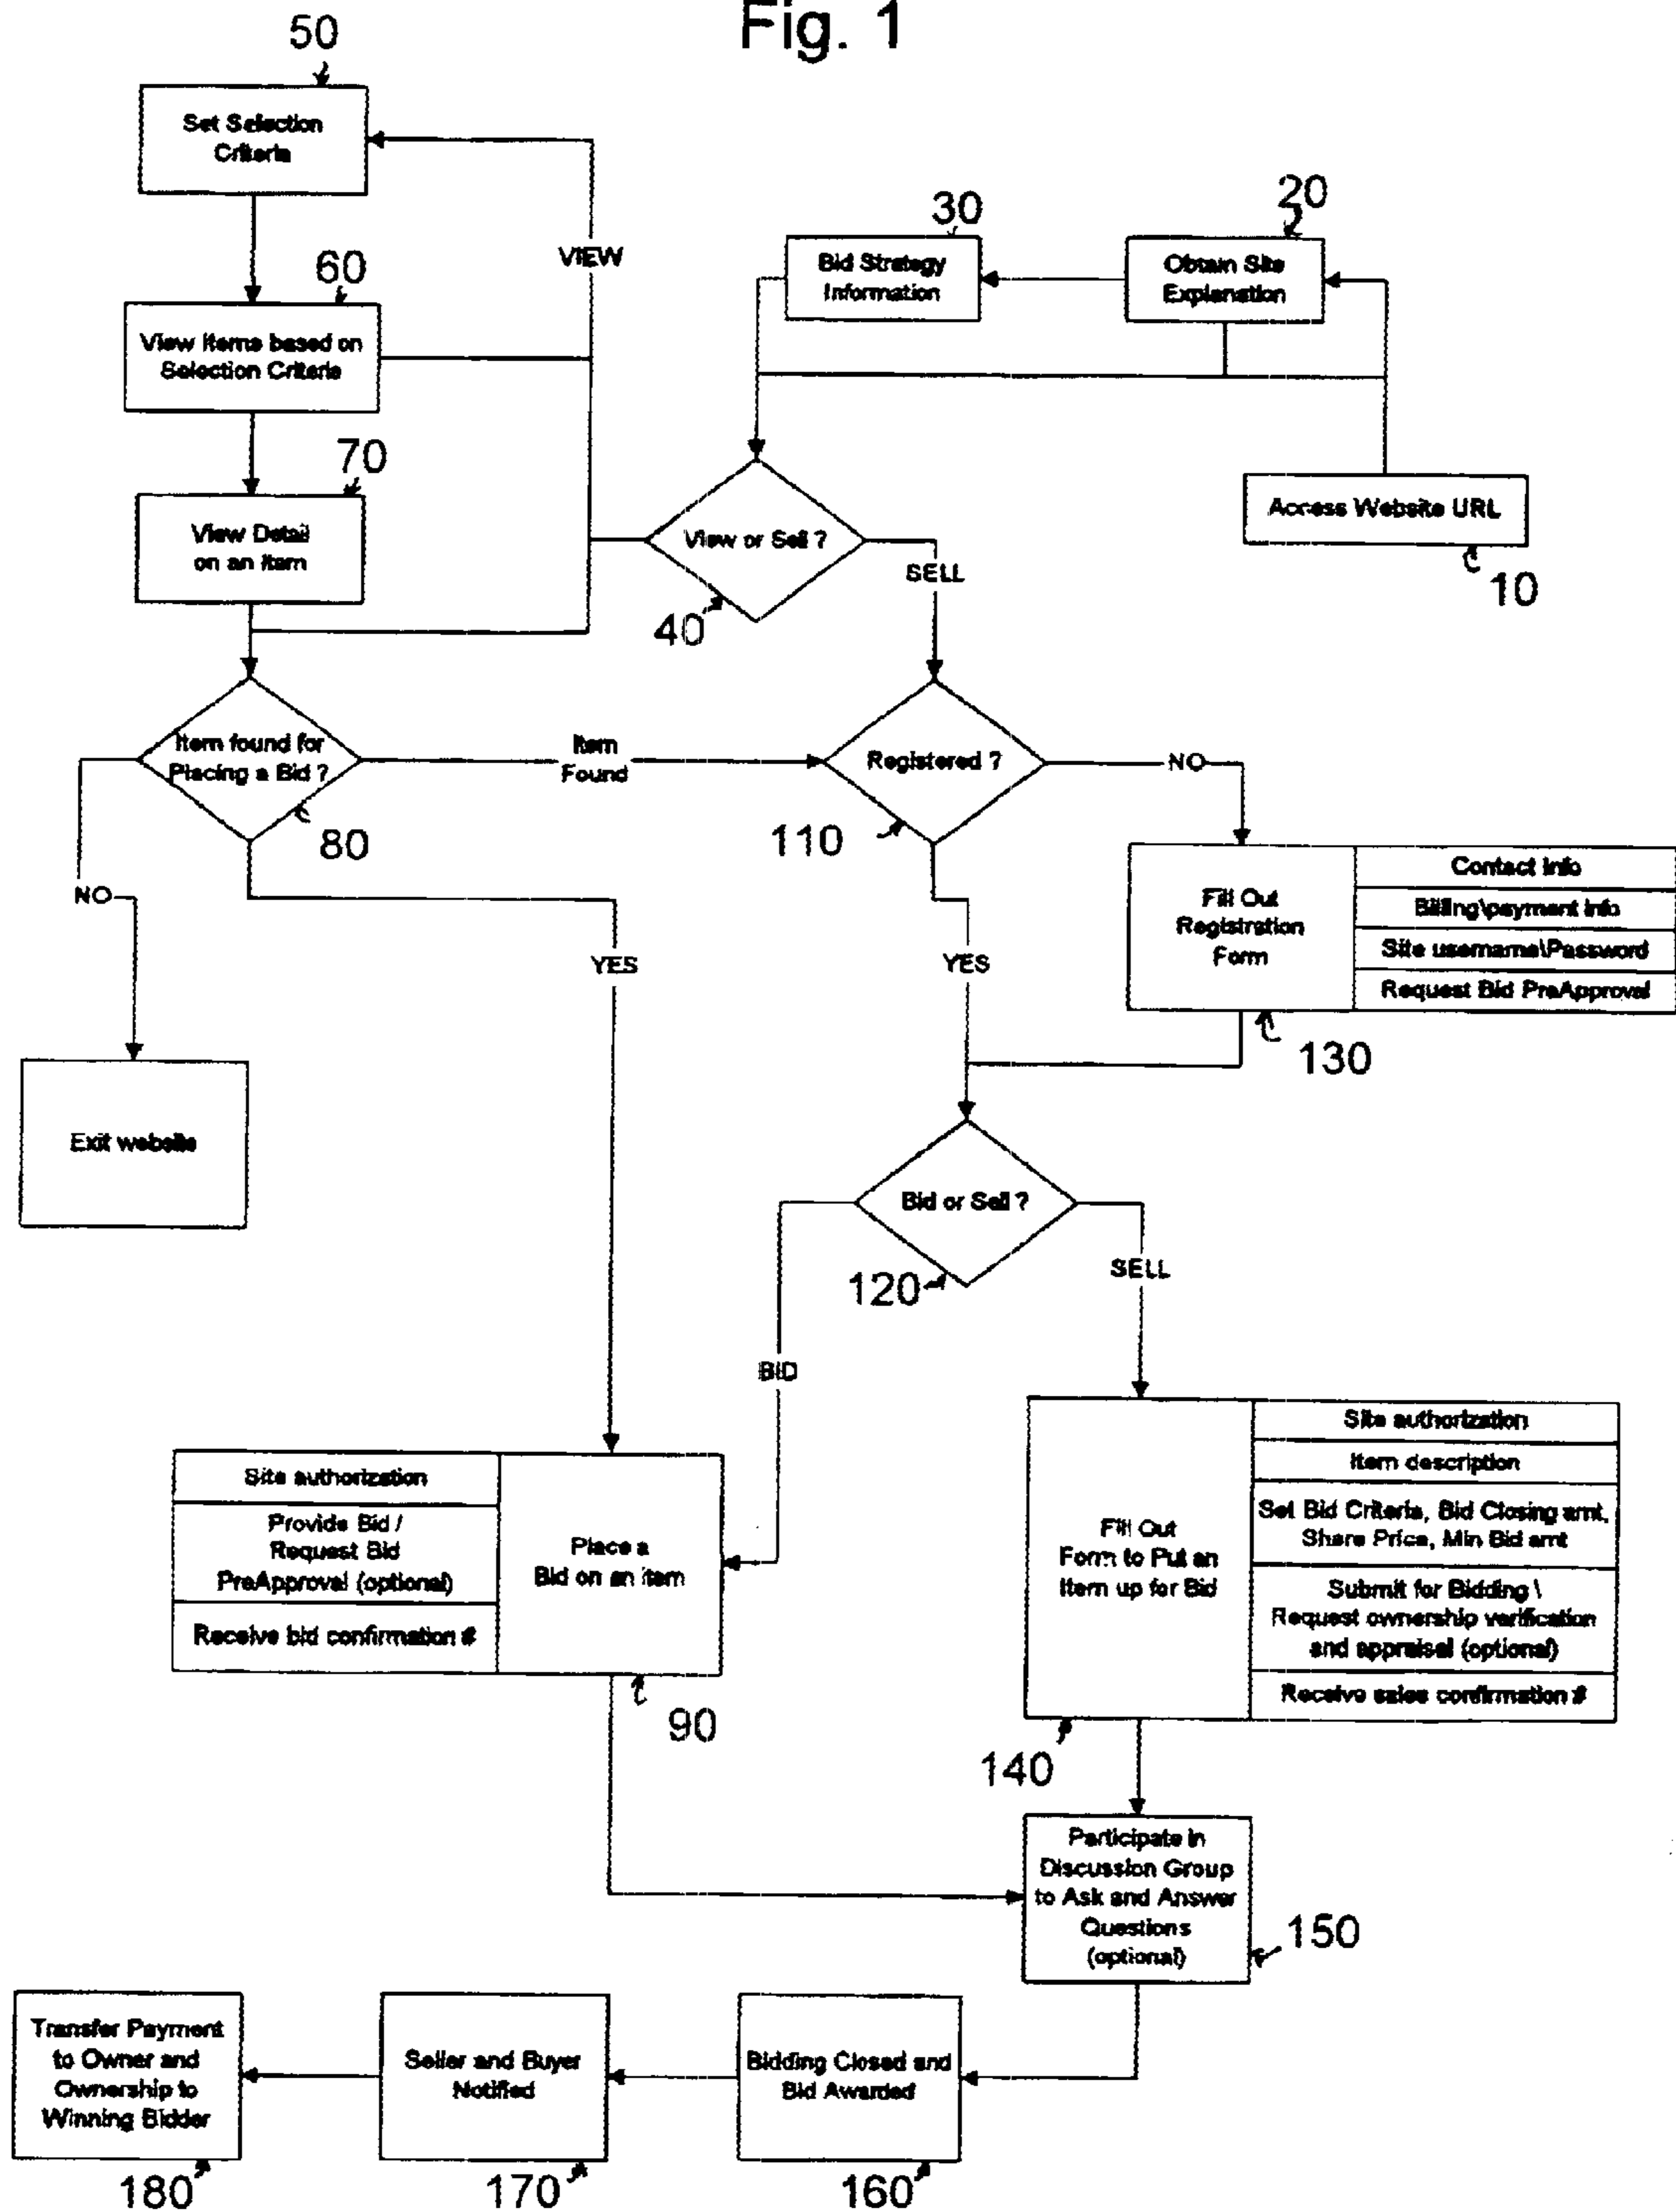 Fig. 1
50
Set Selection
Criteria
VIEW
30
Bid Strategy
Information
20
Obtain Site
Explanation
60
View Items based on
Selection Criteria
70
View Detail
on an Item
View or Sell ?
40
SELL
Access Website URL
10
Item found for
Placing a Bid ?
80
Item
Found
Registered ?
110
NO
NO
YES
YES
Fill Out
Registration
Form
Contact Info
Billing\payment Info
Site username\Password
Request Bid PreApproval
130
Exit website
Bid or Sell ?
120
SELL
BID
Site authorization
Provide Bid /
Request Bid
PreApproval (optional)
Receive bid confirmation #
Place a
Bid on an item
90
Fill Out
Form to Put an
Item up for Bid
Site authorization
Item description
Set Bid Criteria, Bid Closing amt,
Share Price, Min Bid amt
Submit for Bidding \
Request ownership verification
and appraisal (optional)
Receive sales confirmation #
140
Participate in
Discussion Group
to Ask and Answer
Questions
(optional)
150
Transfer Payment
to Owner and
Ownership to
Winning Bidder
180
Seller and Buyer
Notified
170
Bidding Closed and
Bid Awarded
160